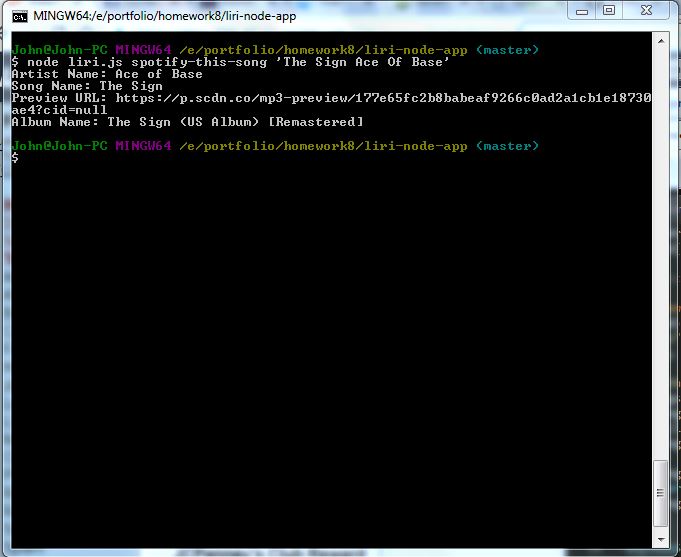 MINGW64:/e/portfolio/homework8/liri-node-app
John@John-PC MINGW64 /e/portfolio/homework8/liri-node-app (master)
$ node liri.js spotify-this-song 'The Sign Ace Of Base'
Artist Name: Ace of Base
Song Name: The Sign
Preview URL: https://p.scdn.co/mp3-preview/177e65fc2b8babeaf9266c0ad2a1cb1e18730
ae4?cid=null
Album Name: The Sign (US Album) [Remastered]
John@John-PC MINGW64 /e/portfolio/homework8/liri-node-app (master)
$